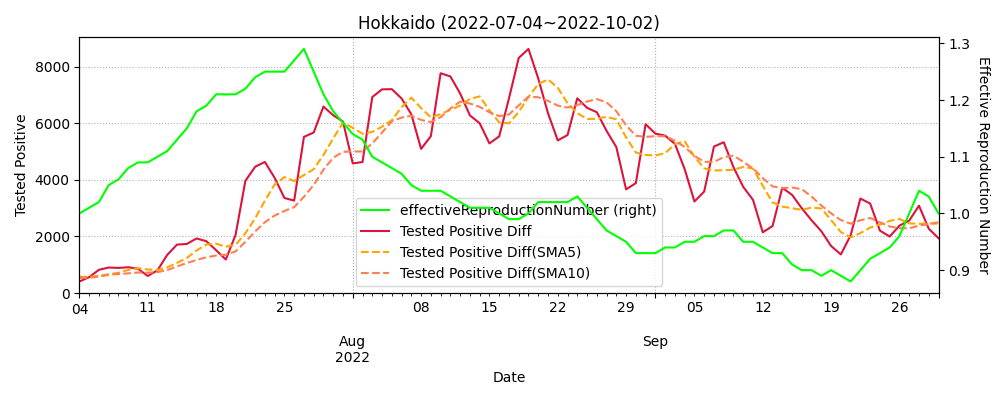 Hokkaido (2022-07-04~2022-10-02)
Tested Positive
8000
6000
4000
2000
0
1.3
1.2
1.1
1.0
0.9
Effective Reproduction Number
effectiveReproductionNumber (right)
Tested Positive Diff
Tested Positive Diff(SMA5)
Tested Positive Diff(SMA10)
04 11 18 25 08 15 22 29 05 12 19 26
Aug Sep
2022
Date